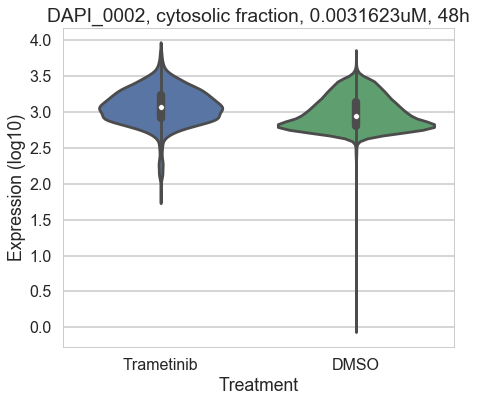 DAPI_0002, cytosolic fraction, 0.0031623uM, 48h
4.0
3.5
3.0
2.5
2.0
1.5
1.0
0.5
0.0
Expression (log10)
Trametinib
DMSO
Treatment